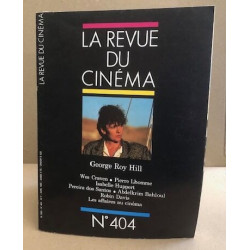 LA REVUE DU CINÉMA
LA REVUE
DU
CINÉMA
George Roy Hill
Wes Craven • Pierre Lhomme
Isabelle Huppert
Pereira dos Santos • Abdelkrim Bahloul
Robin Davis
Les affaires au cinéma
N° 404